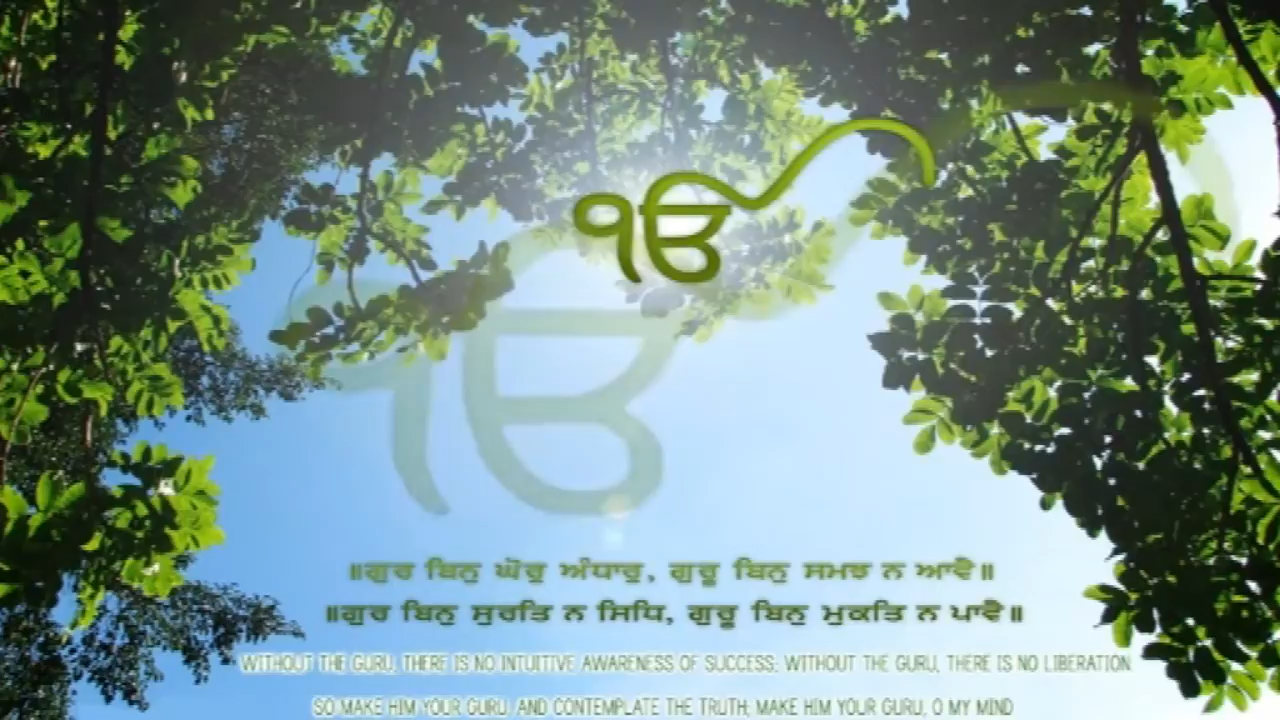 ੴ
ੴ
॥ਗੁਰ ਬਿਨੁ ਘੋਰੁ ਅੰਧਾਰੁ, ਗੁਰੂ ਬਿਨੁ ਸਮਝ ਨ ਆਵੈ॥
॥ਗੁਰ ਬਿਨੁ ਸੁਰਤਿ ਨ ਸਿਧਿ, ਗੁਰੂ ਬਿਨੁ ਮੁਕਤਿ ਨ ਪਾਵੈ॥
WITHOUT THE GURU, THERE IS NO INTUITIVE AWARENESS OF SUCCESS; WITHOUT THE GURU, THERE IS NO LIBERATION
SO MAKE HIM YOUR GURU, AND CONTEMPLATE THE TRUTH; MAKE HIM YOUR GURU, O MY MIND